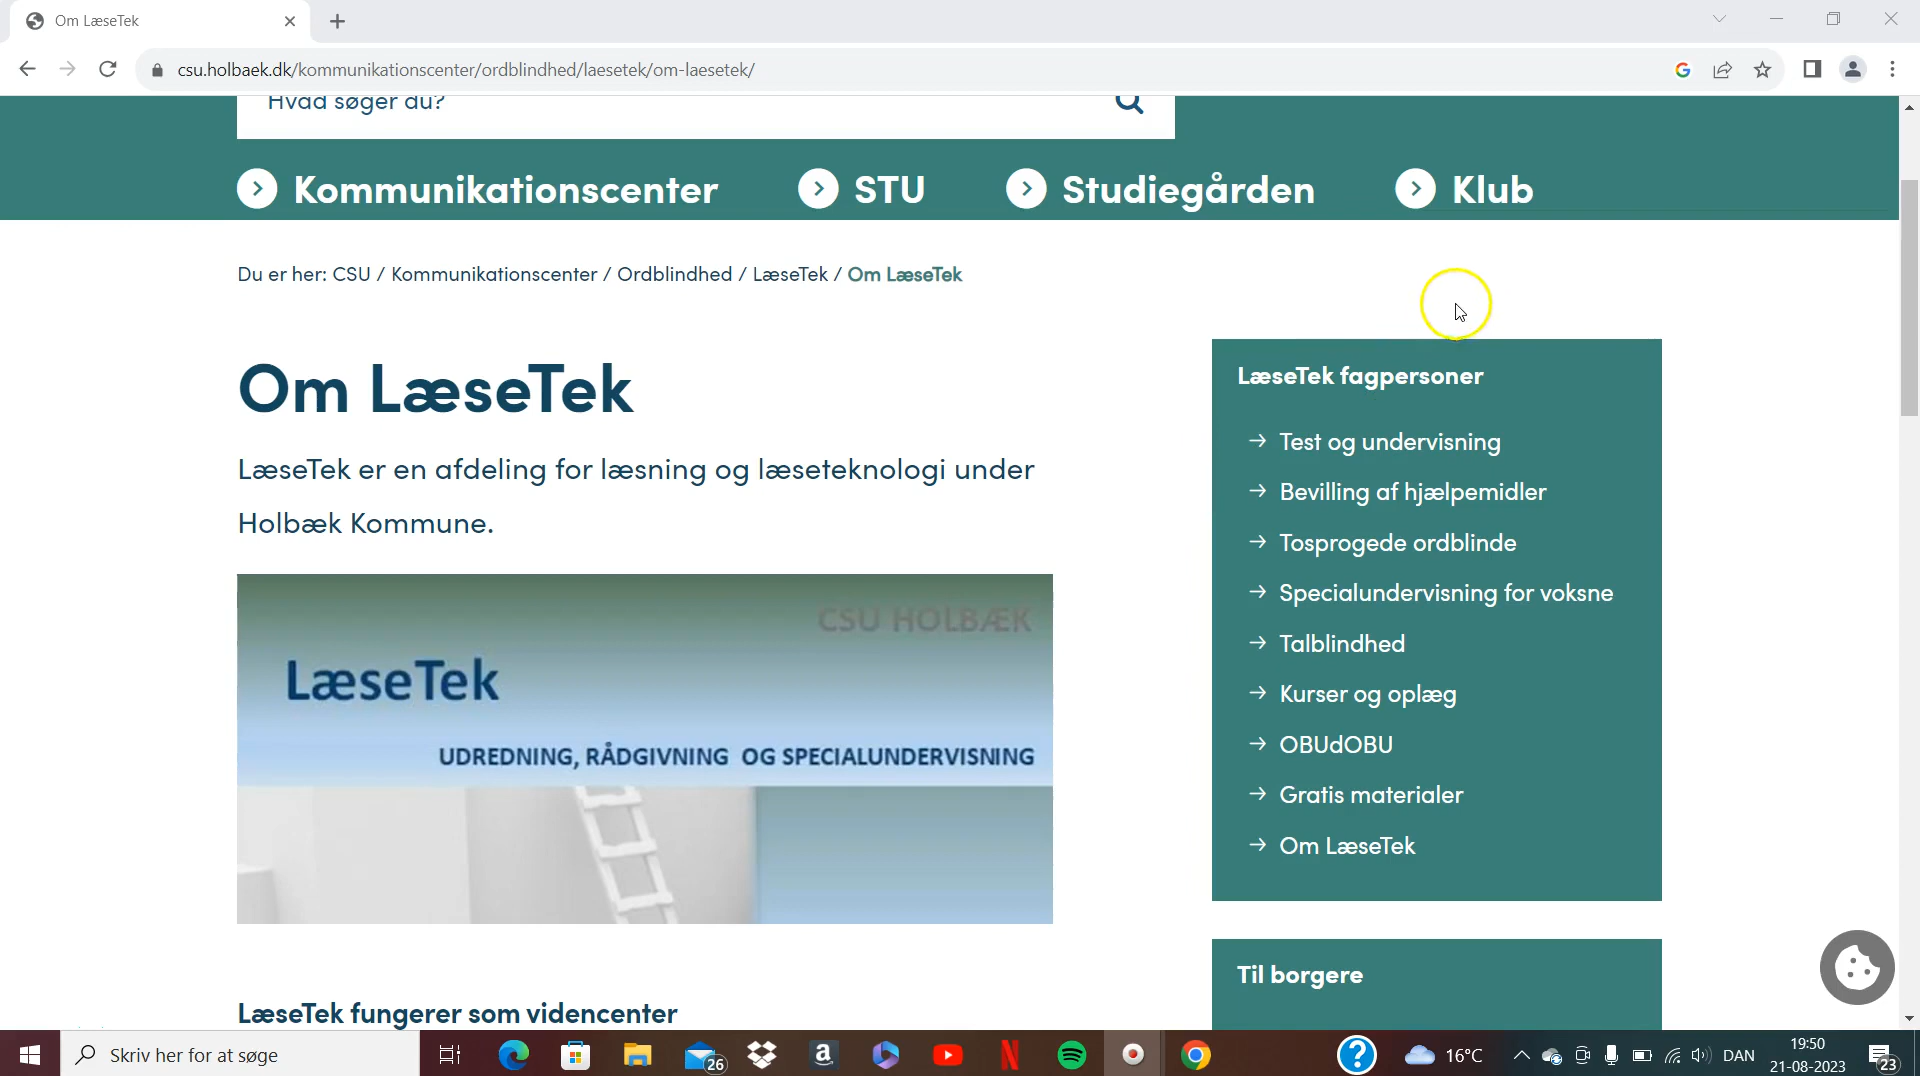 Om LæseTek
csu.holbaek.dk/kommunikationscenter/ordblindhed/laesetek/om-laesetek/
Hvad søger du?
Kommunikationscenter
STU
Studiegården
Klub
Du er her: CSU / Kommunikationscenter / Ordblindhed / LæseTek / Om LæseTek
Om LæseTek
LæseTek er en afdeling for læsning og læseteknologi under
Holbæk Kommune.
CSU HOLBÆK
LæseTek
UDREDNING, RÅDGIVNING OG SPECIALUNDERVISNING
LæseTek fungerer som videncenter
LæseTek fagpersoner
Test og undervisning
Bevilling af hjælpemidler
Tosprogede ordblinde
Specialundervisning for voksne
Talblindhed
Kurser og oplæg
OBUdOBU
Gratis materialer
Om LæseTek
Til borgere
Skriv her for at søge
26
16°C
DAN
19:50
21-08-2023
23